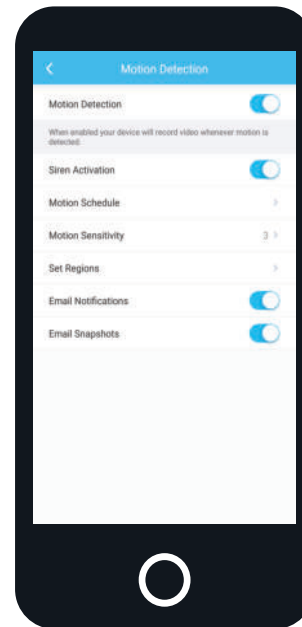 Motion Detection
Motion Detection
When enabled your device will record video whenever motion is
detected.
Siren Activation
Motion Schedule
Motion Sensitivity 3
Set Regions
Email Notifications
Email Snapshots